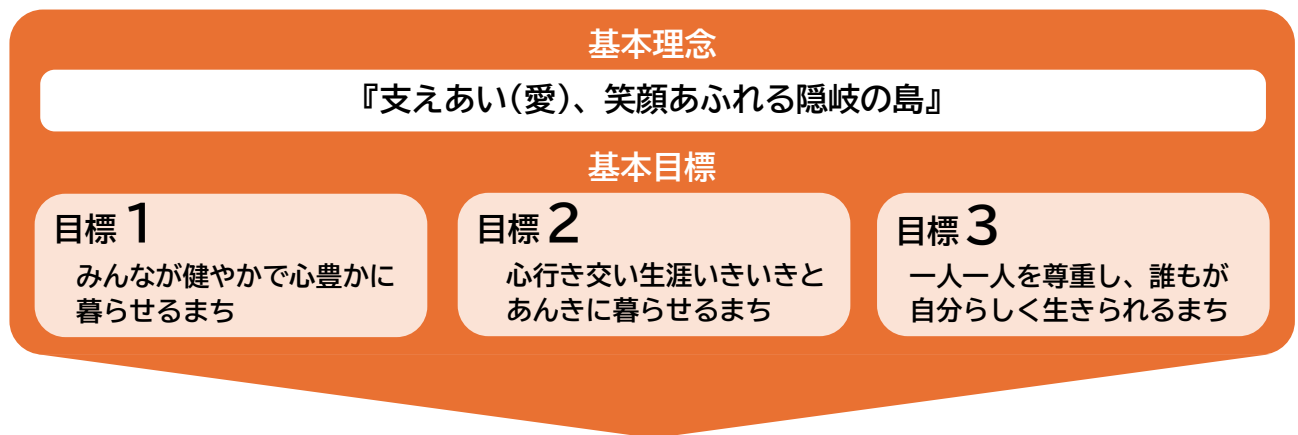 基本理念
『支えあい(愛)、笑顔あふれる隠岐の島』
基本目標
目標1
みんなが健やかで心豊かに
暮らせるまち
目標2
心行き交い生涯いきいきと
あんきに暮らせるまち
目標3
一人一人を尊重し、誰もが
自分らしく生きられるまち